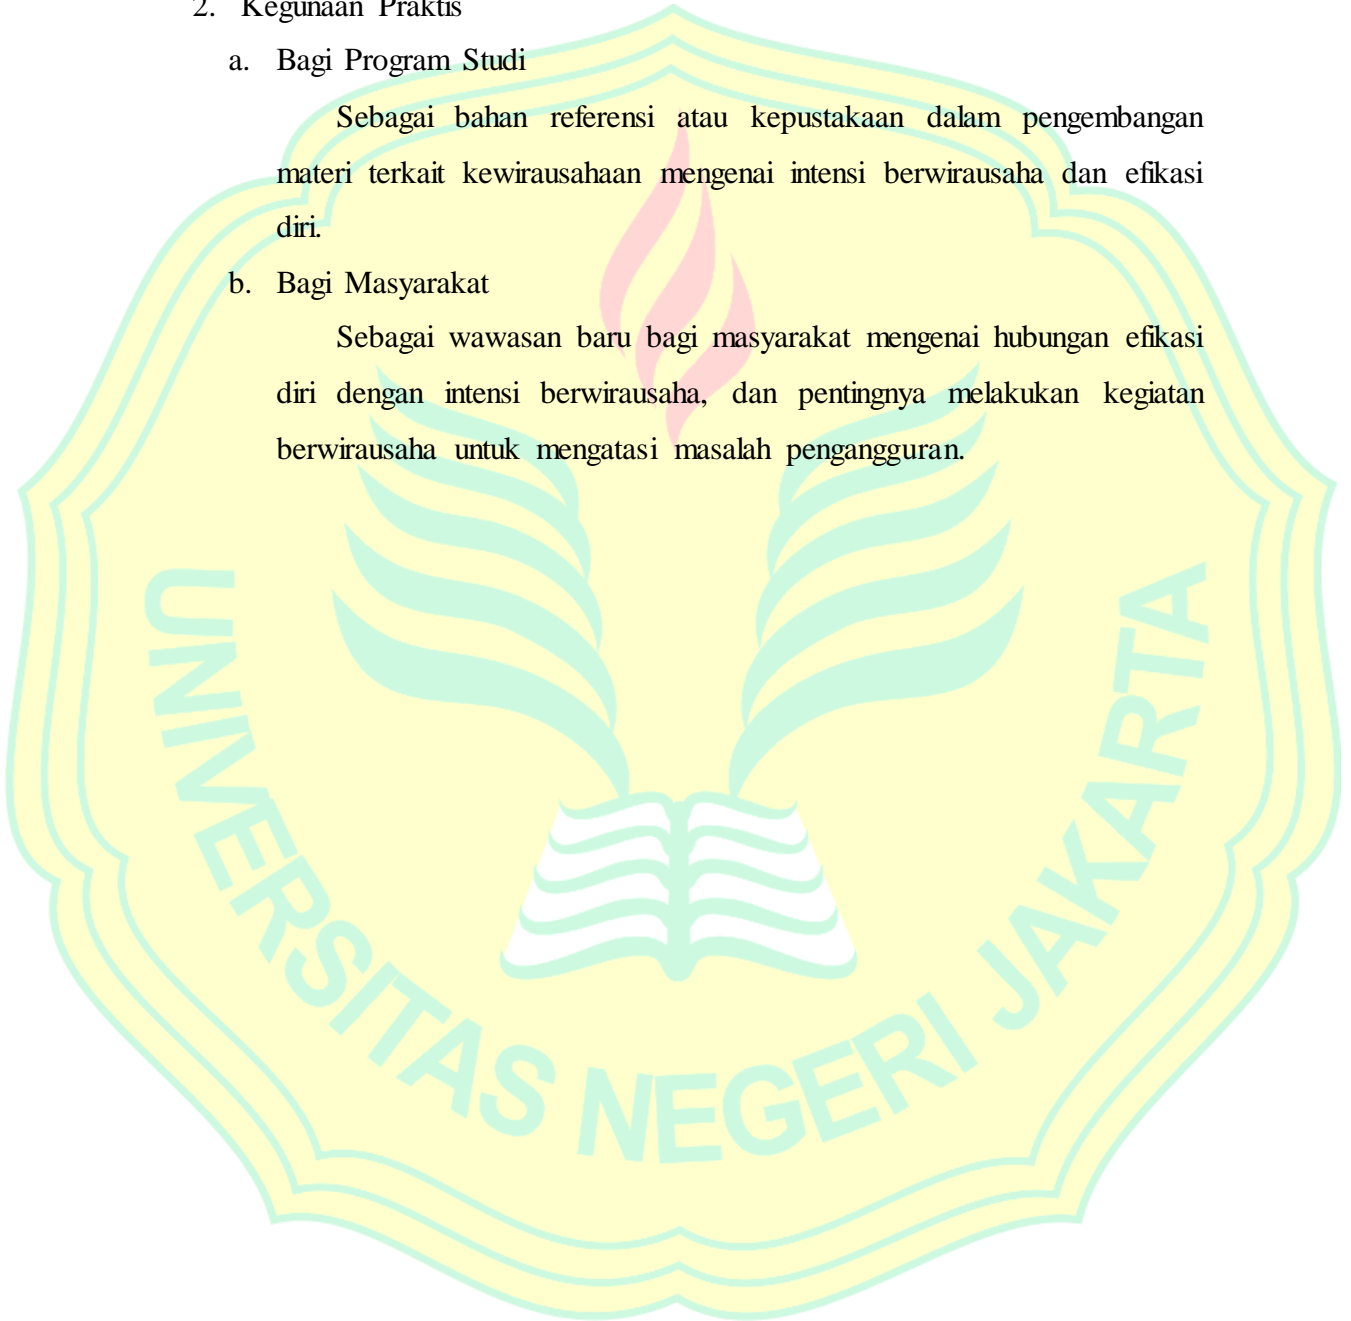 2. Kegunaan Praktis
a. Bagi Program Studi
Sebagai bahan referensi atau kepustakaan dalam pengembangan
materi terkait kewirausahaan mengenai intensi berwirausaha dan efikasi
diri.
b. Bagi Masyarakat
Sebagai wawasan baru bagi masyarakat mengenai hubungan efikasi
diri dengan intensi berwirausaha, dan pentingnya melakukan kegiatan
berwirausaha untuk mengatasi masalah pengangguran.
UNIVERSITAS NEGERI JAKARTA